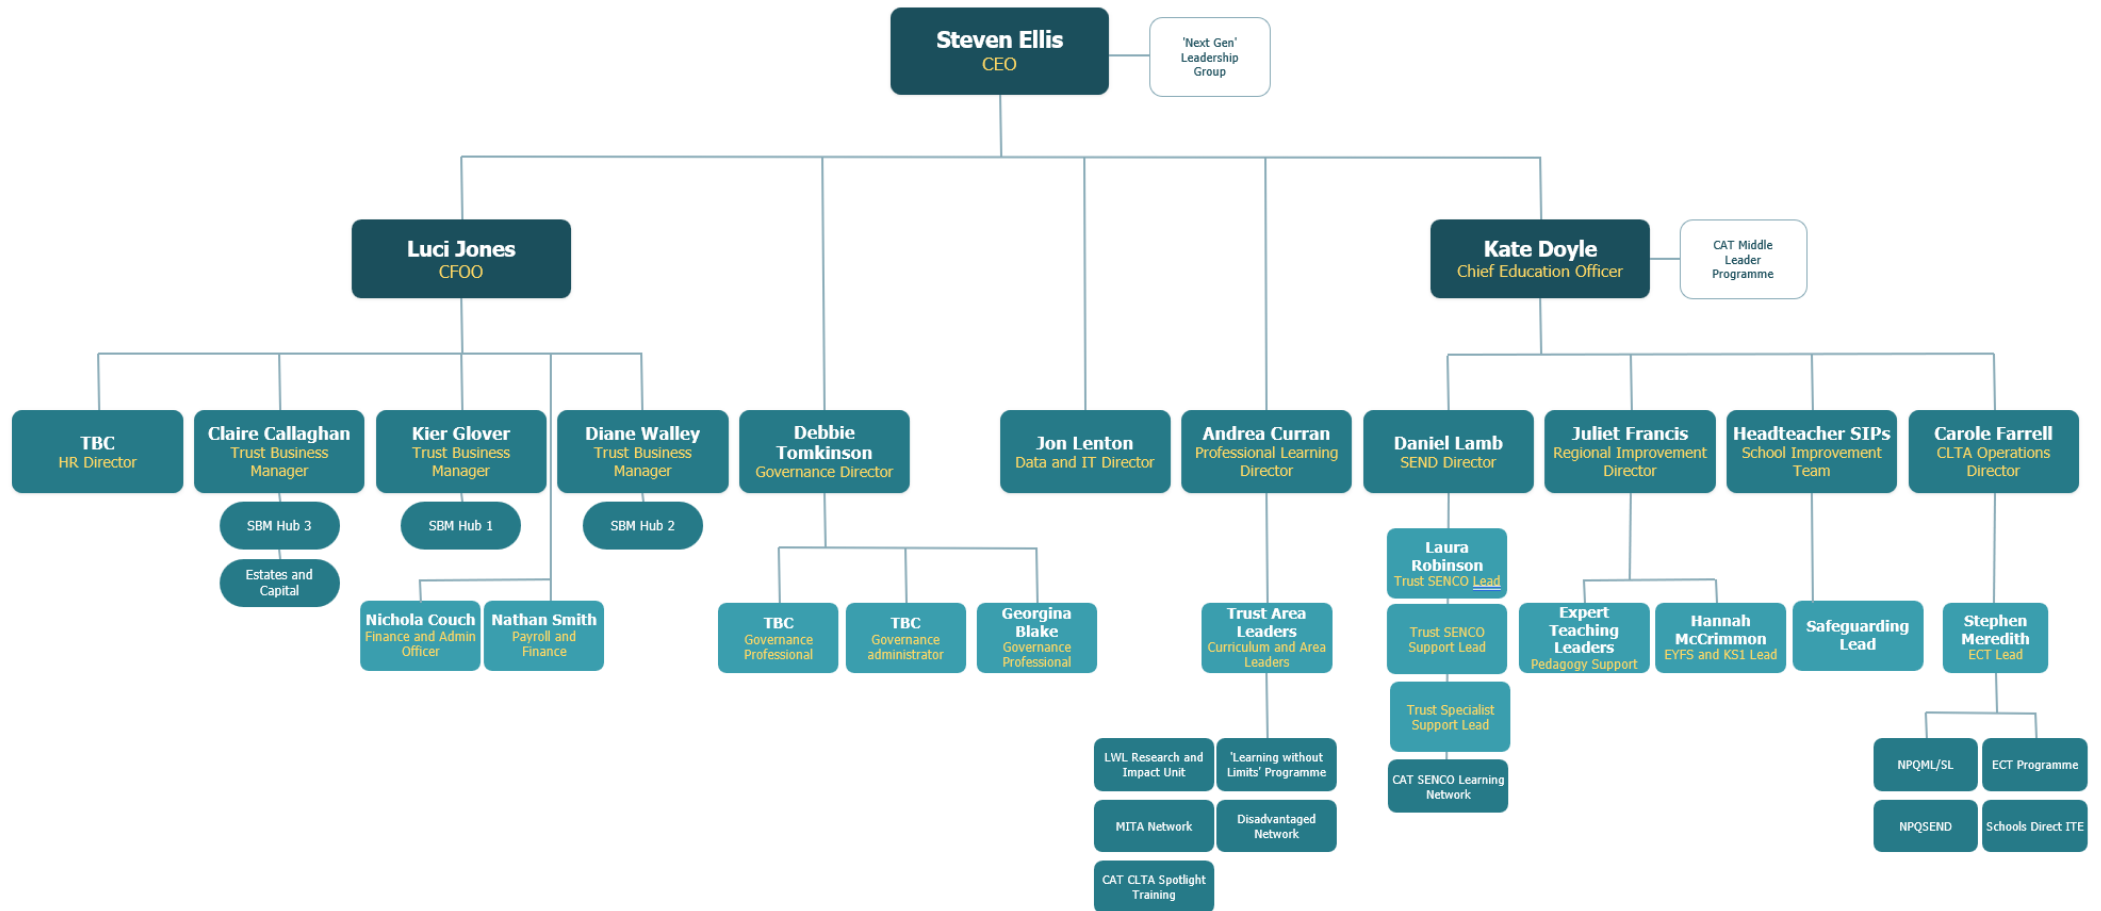 Steven Ellis
CEO
'Next Gen'
Leadership
Group
Luci Jones
CFOO
Kate Doyle
Chief Education Officer
CAT Middle
Leader
Programme
TBC
HR Director
Claire Callaghan
Trust Business
Manager
Kier Glover
Trust Business
Manager
Diane Walley
Trust Business
Manager
Debbie
Tomkinson
Governance Director
Jon Lenton
Data and IT Director
Andrea Curran
Professional Learning
Director
Daniel Lamb
SEND Director
Juliet Francis
Regional Improvement
Director
Headteacher SIPs
School Improvement
Team
Carole Farrell
CLTA Operations
Director
SBM Hub 3
SBM Hub 1
SBM Hub 2
Estates and
Capital
Nichola Couch
Finance and Admin
Officer
Nathan Smith
Payroll and
Finance
TBC
Governance
Professional
TBC
Governance
administrator
Georgina
Blake
Governance
Professional
Trust Area
Leaders
Curriculum and Area
Leaders
Laura
Robinson
Trust SENCO Lead
Trust SENCO
Support Lead
Trust Specialist
Support Lead
CAT SENCO Learning
Network
Expert
Teaching
Leaders
Pedagogy Support
Hannah
McCrimmon
EYFS and KS1 Lead
Safeguarding
Lead
Stephen
Meredith
ECT Lead
LWL Research and
Impact Unit
'Learning without
Limits' Programme
MITA Network
Disadvantaged
Network
CAT CLTA Spotlight
Training
NPQML/SL
ECT Programme
NPQSEND
Schools Direct ITE